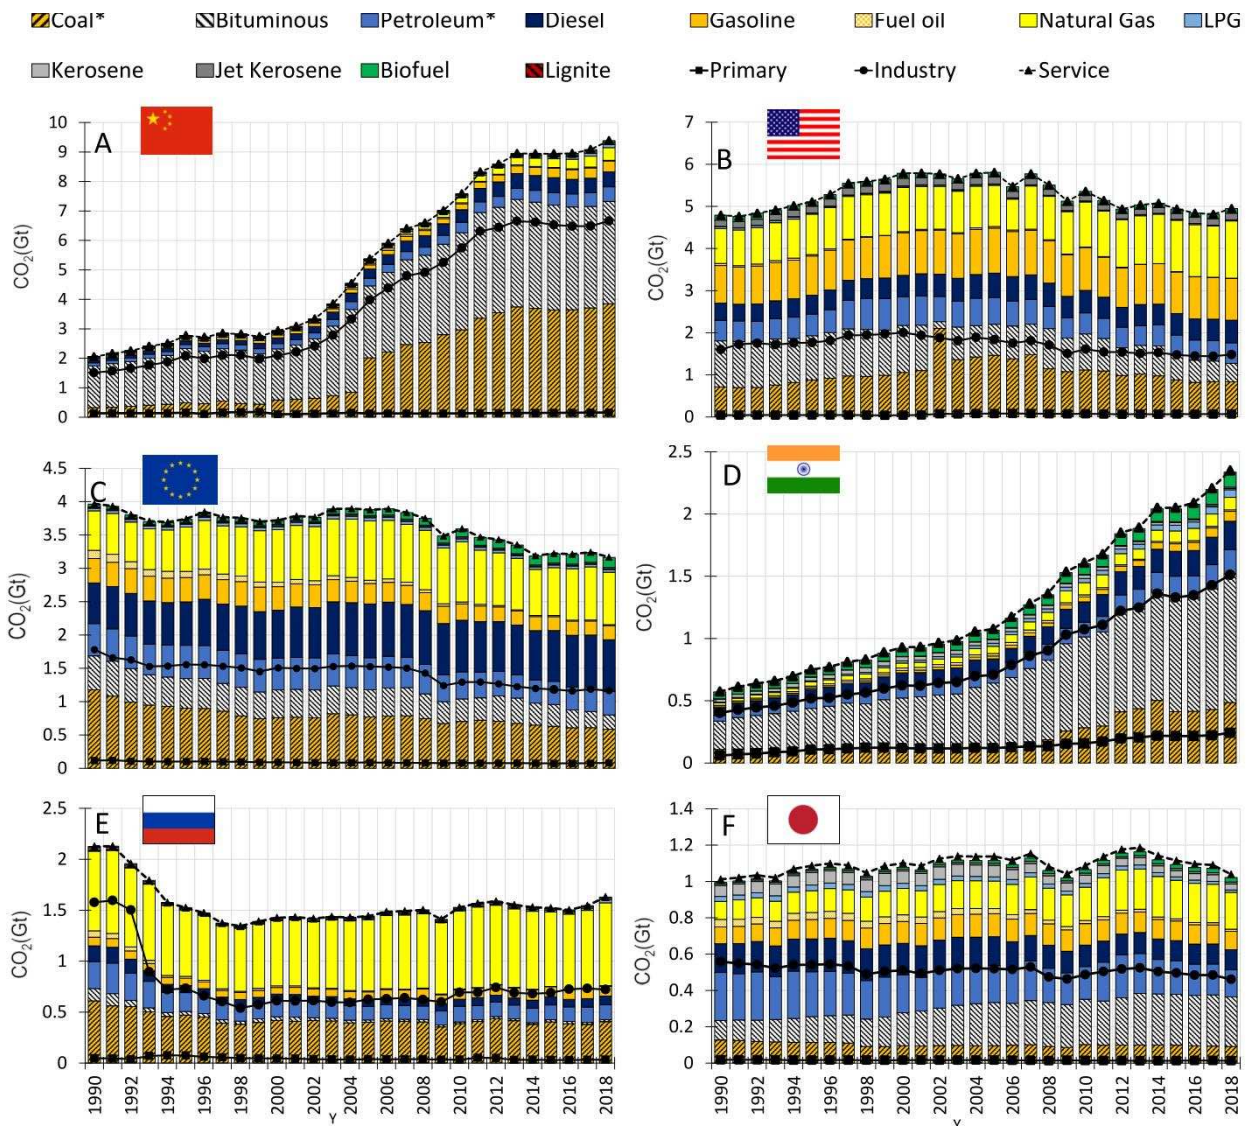 Coal* Bituminous Petroleum* Diesel Gasoline Fuel oil Natural Gas LPG
Kerosene Jet Kerosene Biofuel Lignite Primary Industry Service
A
CO₂(Gt)
10
9
8
7
6
5
4
3
2
1
0
B
CO₂(Gt)
7
6
5
4
3
2
1
0
C
CO₂(Gt)
4.5
4
3.5
3
2.5
2
1.5
1
0.5
0
D
CO₂(Gt)
2.5
2
1.5
1
0.5
0
E
CO₂(Gt)
2.5
2
1.5
1
0.5
0
1990 1992 1994 1996 1998 2000 2002 2004 2006 2008 2010 2012 2014 2016 2018
Y
F
CO₂(Gt)
1.4
1.2
1
0.8
0.6
0.4
0.2
0
1990 1992 1994 1996 1998 2000 2002 2004 2006 2008 2010 2012 2014 2016 2018
Y